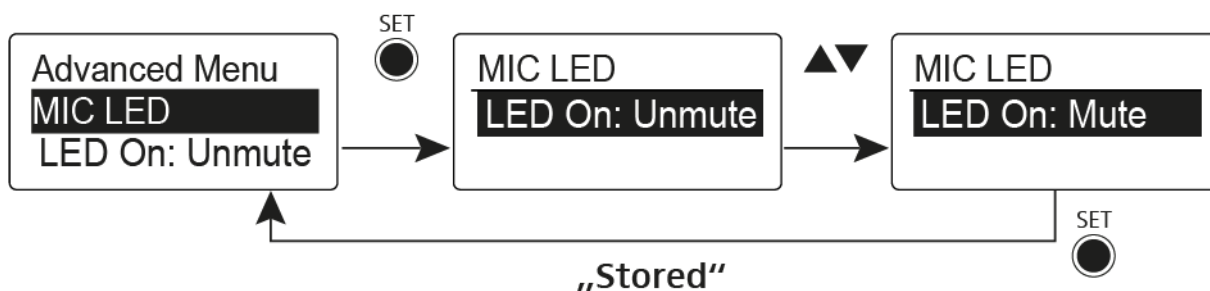 SET
Advanced Menu
MIC LED
LED On: Unmute
MIC LED
LED On: Unmute
MIC LED
LED On: Mute
SET
„Stored“